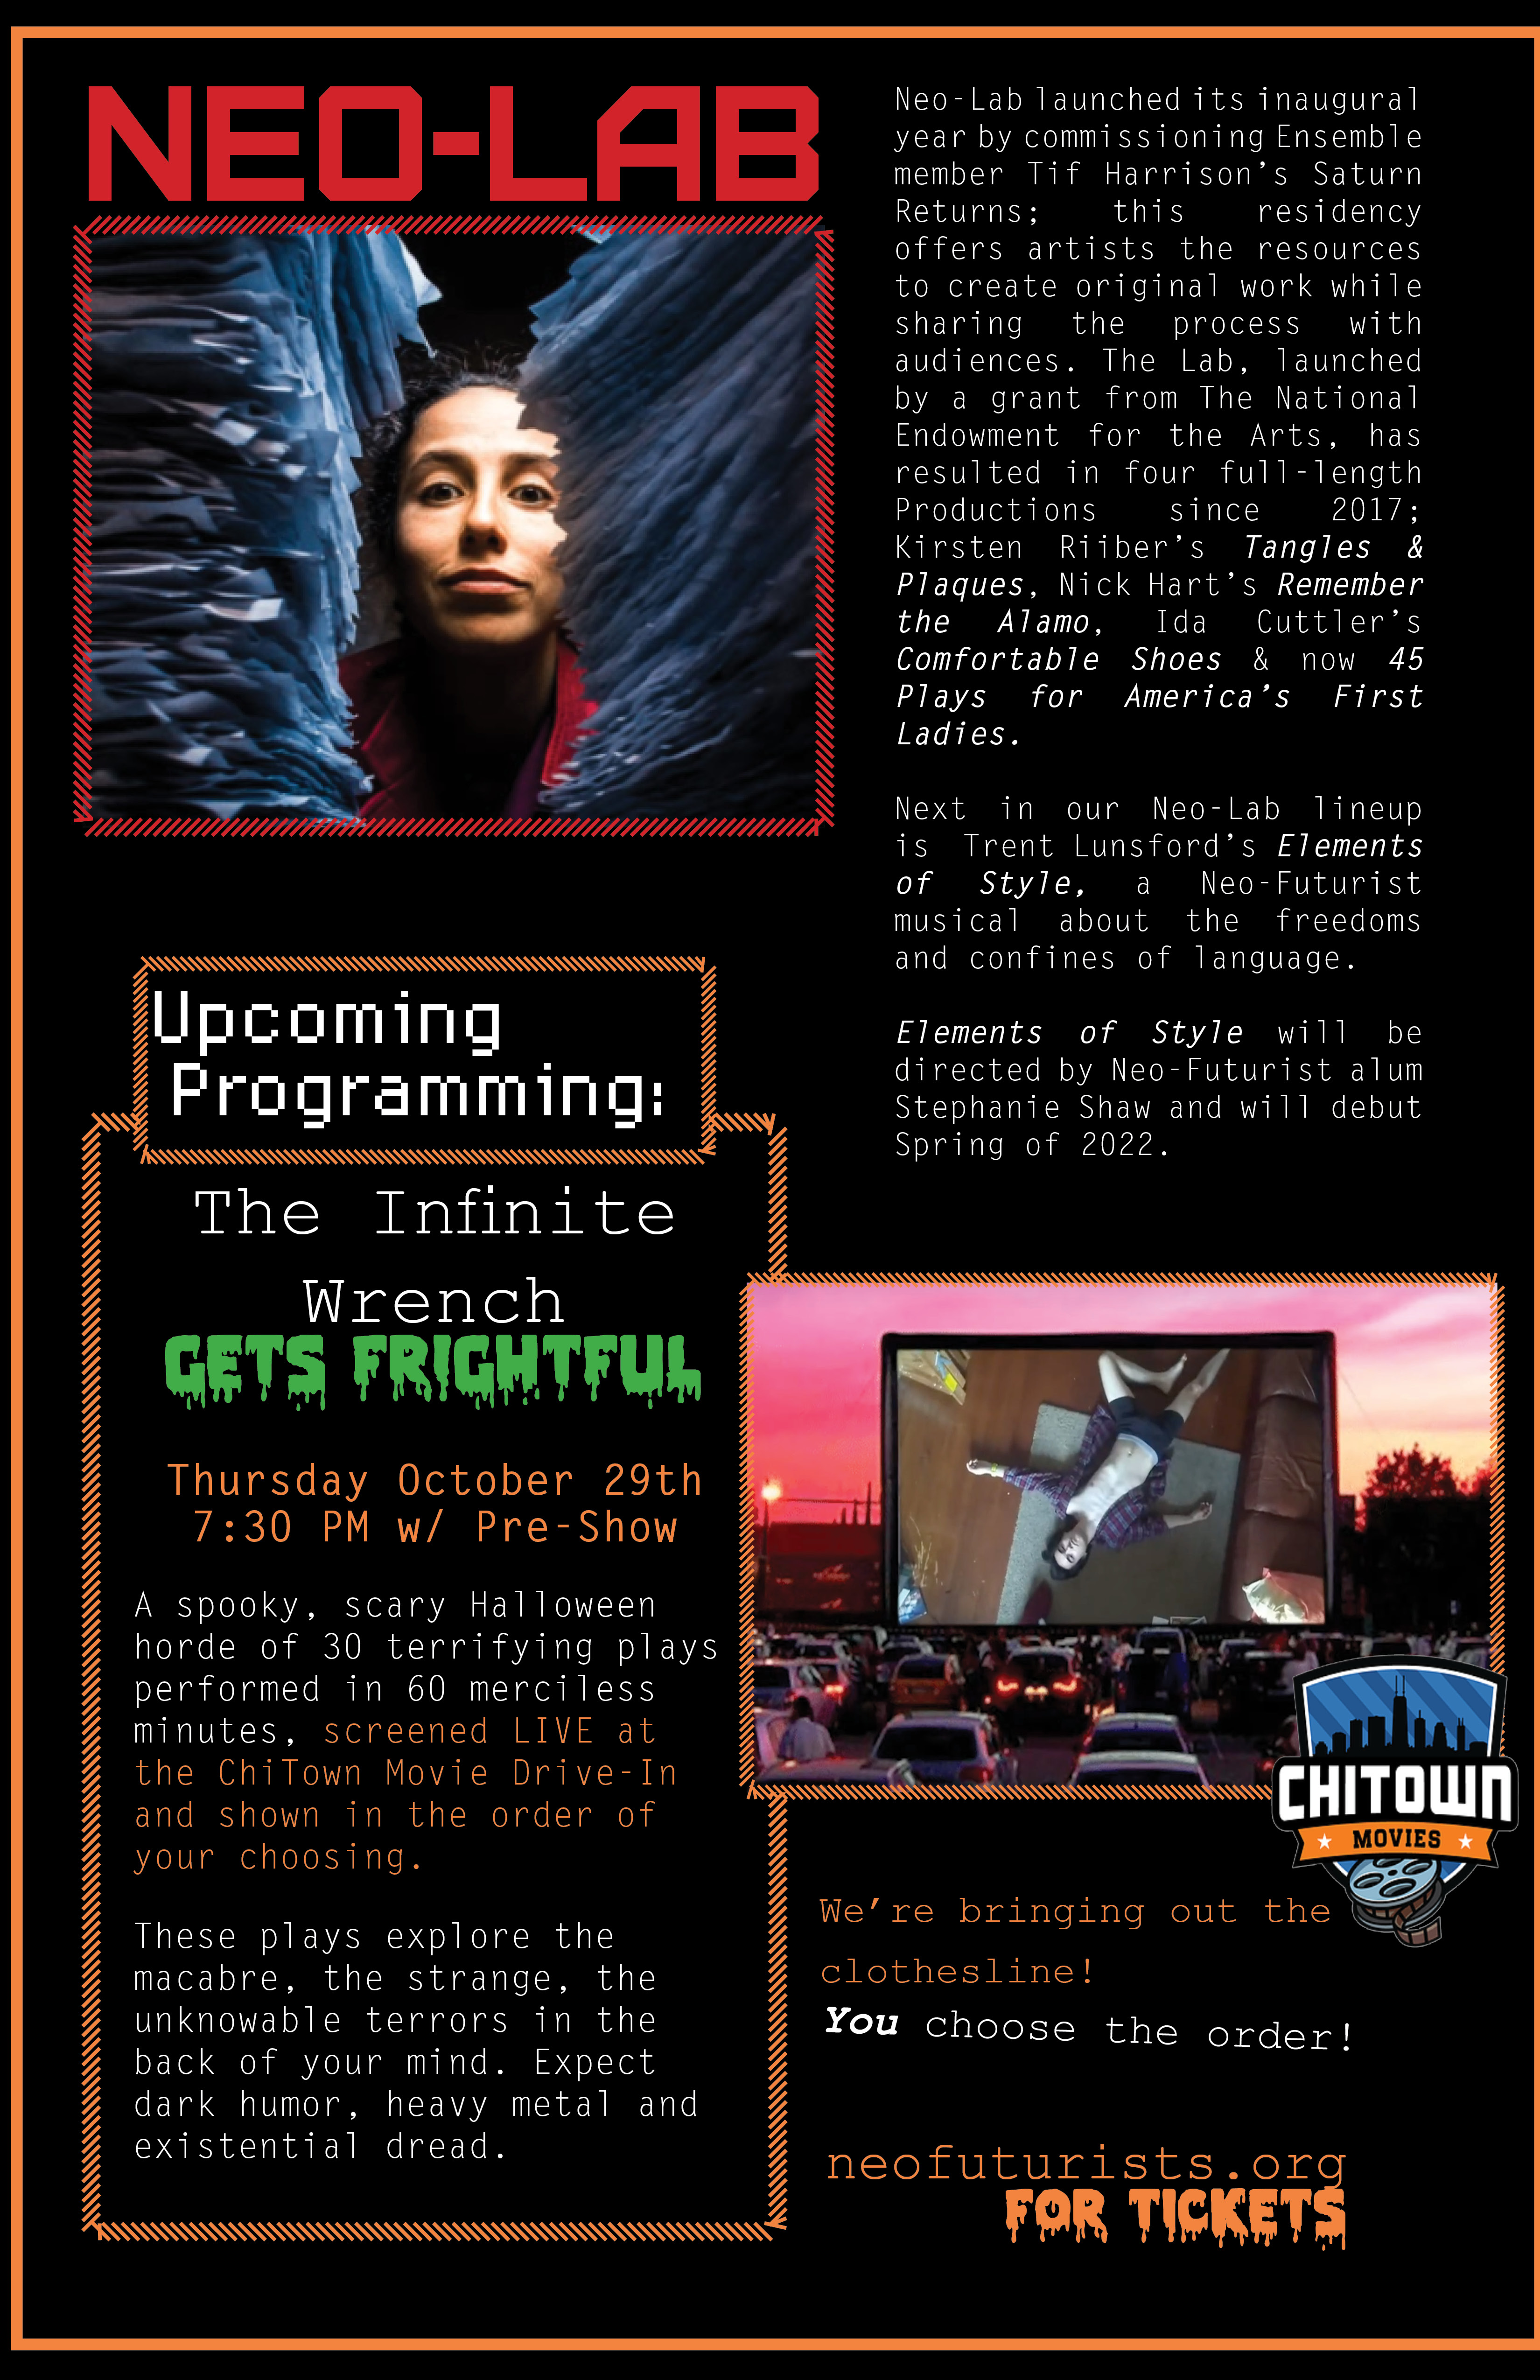 NEO-LAB
Neo-Lab launched its inaugural
year by commissioning Ensemble
member Tif Harrison's Saturn
Returns; this residency
offers artists the resources
to create original work while
sharing the process with
audiences. The Lab, launched
by a grant from The National
Endowment for the Arts, has
resulted in four full-length
Productions since 2017;
Kirsten Riiber's Tangles &
Plaques, Nick Hart's Remember
the Alamo, Ida Cuttler's
Comfortable Shoes & now 45
Plays for America's First
Ladies.
Next in our Neo-Lab lineup
is Trent Lunsford's Elements
of Style, a Neo-Futurist
musical about the freedoms
and confines of language.
Elements of Style will be
directed by Neo-Futurist alum
Stephanie Shaw and will debut
Spring of 2022.
Upcoming
Programming:
The Infinite
Wrench
GETS FRIGHTFUL
Thursday October 29th
7:30 PM w/ Pre-Show
A spooky, scary Halloween
horde of 30 terrifying plays
performed in 60 merciless
minutes, screened LIVE at
the ChiTown Movie Drive-In
and shown in the order of
your choosing.
These plays explore the
macabre, the strange, the
unknowable terrors in the
back of your mind. Expect
dark humor, heavy metal and
existential dread.
CHITOWN
MOVIES
We're bringing out the
clothesline!
You choose the order!
neofuturists.org
FOR TICKETS